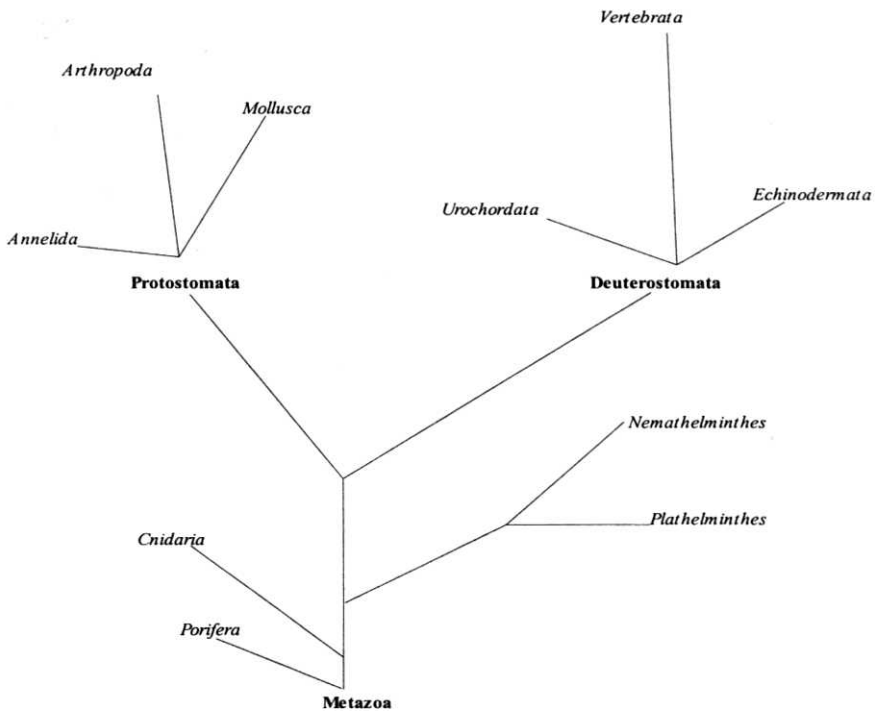 Vertebrata
Arthropoda
Mollusca
Echinodermata
Urochordata
Annelida
Protostomata
Deuterostomata
Nemathelminthes
Plathelminthes
Cnidaria
Porifera
Metazoa